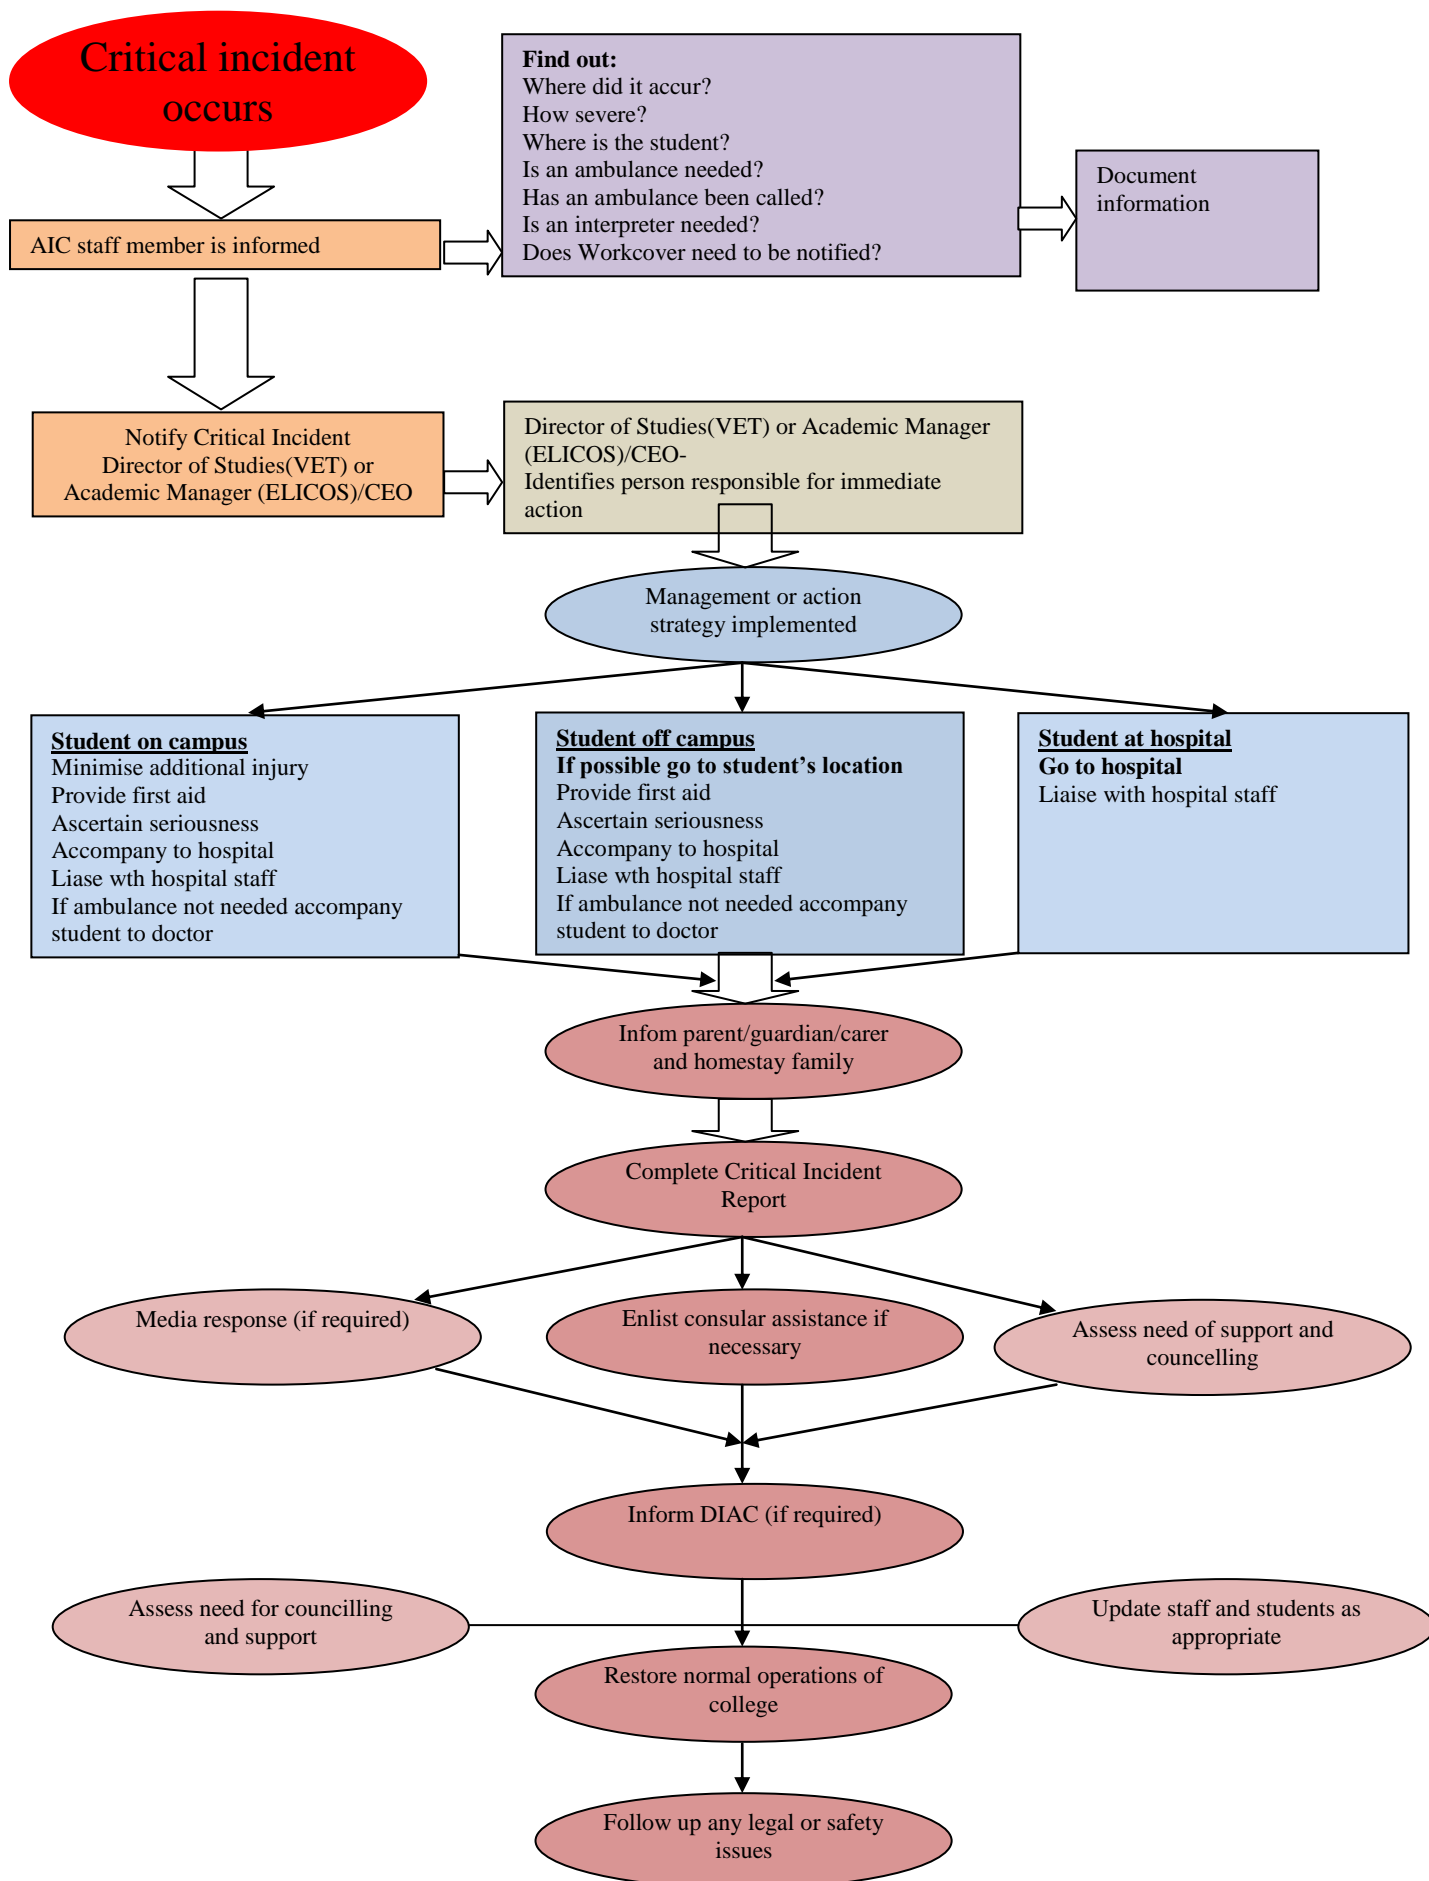 Critical incident
occurs
Find out:
Where did it accur?
How severe?
Where is the student?
Is an ambulance needed?
Has an ambulance been called?
Is an interpreter needed?
Does Workcover need to be notified?
Document
information
AIC staff member is informed
Notify Critical Incident
Director of Studies(VET) or
Academic Manager (ELICOS)/CEO
Director of Studies(VET) or Academic Manager
(ELICOS)/CEO-
Identifies person responsible for immediate
action
Management or action
strategy implemented
Student on campus
Minimise additional injury
Provide first aid
Ascertain seriousness
Accompany to hospital
Liase wth hospital staff
If ambulance not needed accompany
student to doctor
Student off campus
If possible go to student’s location
Provide first aid
Ascertain seriousness
Accompany to hospital
Liase wth hospital staff
If ambulance not needed accompany
student to doctor
Student at hospital
Go to hospital
Liaise with hospital staff
Infom parent/guardian/carer
and homestay family
Complete Critical Incident
Report
Media response (if required)
Enlist consular assistance if
necessary
Assess need of support and
councelling
Inform DIAC (if required)
Assess need for councilling
and support
Update staff and students as
appropriate
Restore normal operations of
college
Follow up any legal or safety
issues